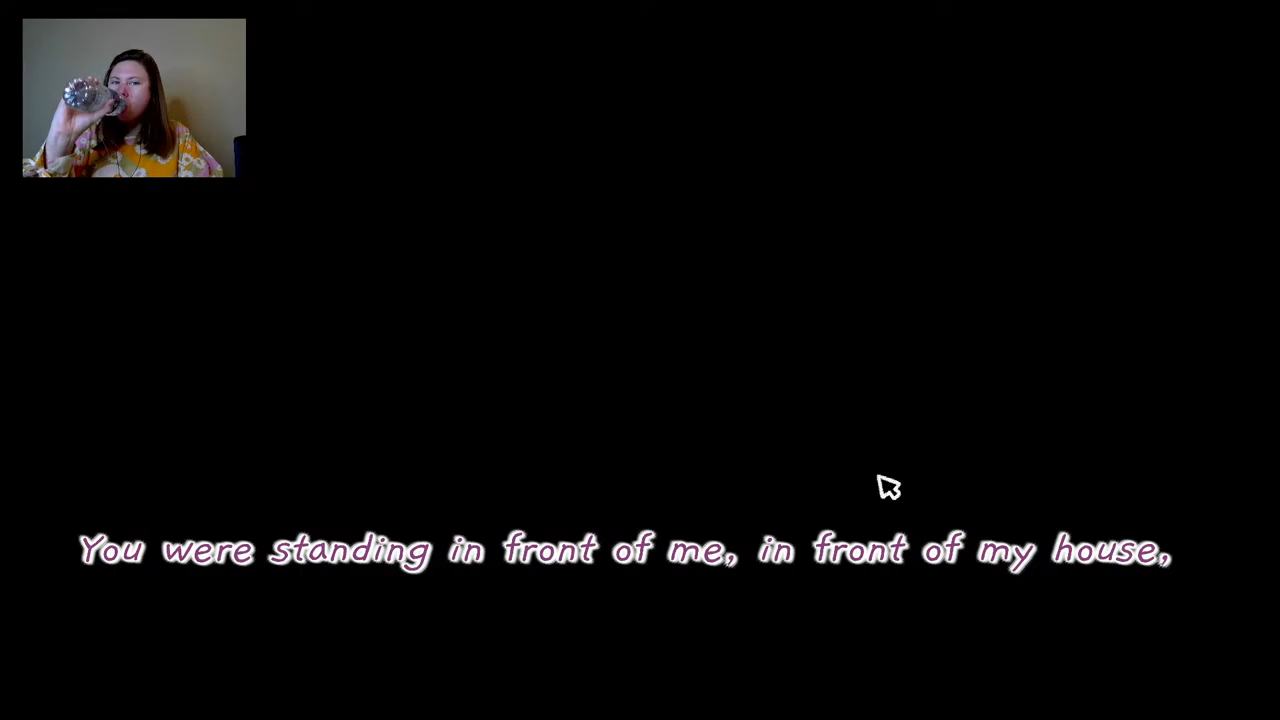 You were standing in front of me, in front of my house,